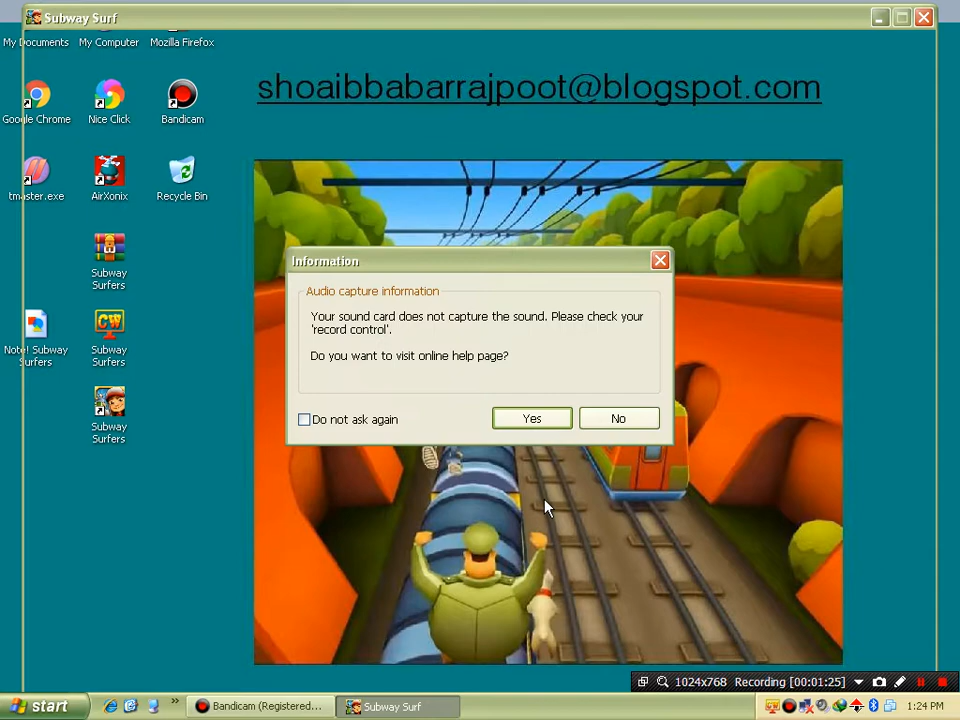 Subway Surf
My Documents
My Computer
Mozilla Firefox
shoaibbabarrajpoot@blogspot.com
Google Chrome
Nice Click
Bandicam
tmaster.exe
AirXonix
Recycle Bin
Subway
Surfers
Information
Audio capture information
Your sound card does not capture the sound. Please check your
'record control'.
Do you want to visit online help page?
Do not ask again
Yes
No
Note! Subway
Surfers
CW
Subway
Surfers
Subway
Surfers
1024x768 Recording [00:01:25]
start
Bandicam (Registered...
Subway Surf
1:24 PM